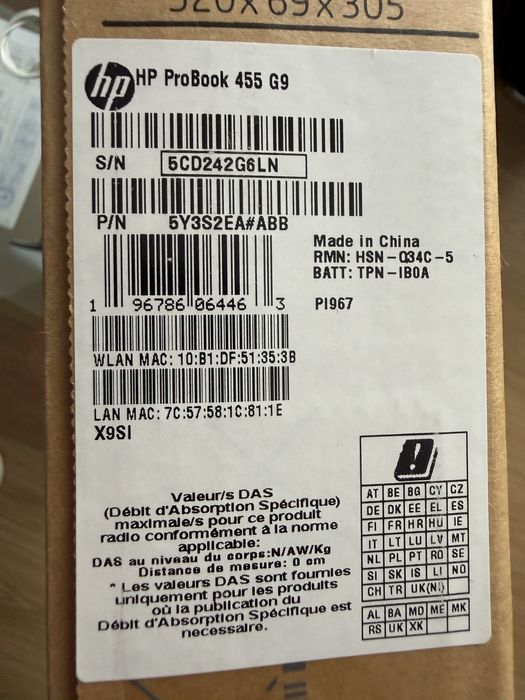 520x69x305
hp HP ProBook 455 G9
S/N 5CD242G6LN
P/N 5Y3S2EA#ABB
Made in China
RMN: HSN-Q34C-5
BATT: TPN-IB0A
1 96786 06446 3
PI967
WLAN MAC: 10:B1:DF:51:35:3B
LAN MAC: 7C:57:58:1C:81:1E
X9SI
Valeur/s DAS
(Débit d'Absorption Spécifique)
maximale/s pour ce produit
radio conformément à la norme
applicable:
DAS au niveau du corps:N/AW/Kg
Distance de mesure: 0 cm
* Les valeurs DAS sont fournies
uniquement pour les produits
où la publication du
Débit d'Absorption Spécifique est
necessaire.
AT BE BG CY CZ
DE DK EE EL ES
FI FR HR HU IE
IT LT LU LV MT
NL PL PT RO SE
SI SK IS LI NO
CH TR UK(NI)
AL BA MD ME MK
RS UK XK